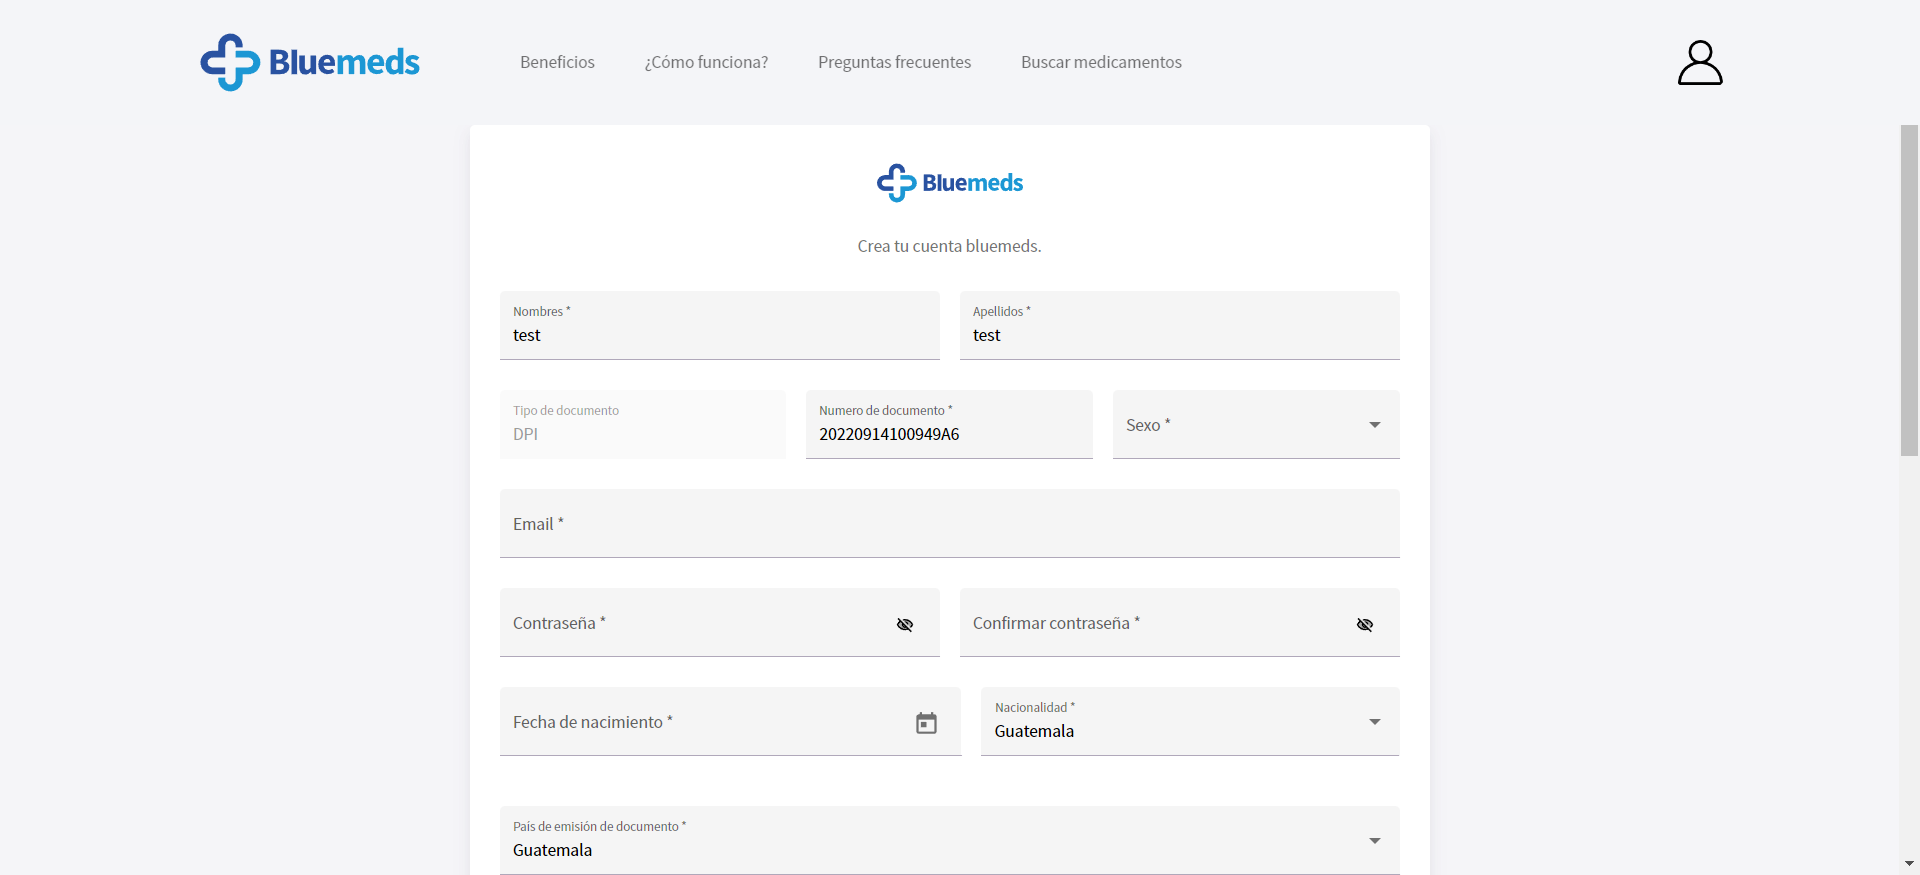 Bluemeds
Beneficios
¿Cómo funciona?
Preguntas frecuentes
Buscar medicamentos
Bluemeds
Crea tu cuenta bluemeds.
Nombres *
test
Apellidos *
test
Tipo de documento
DPI
Numero de documento *
20220914100949A6
Sexo *
Email *
Contraseña *
Confirmar contraseña *
Fecha de nacimiento *
Nacionalidad *
Guatemala
País de emisión de documento *
Guatemala